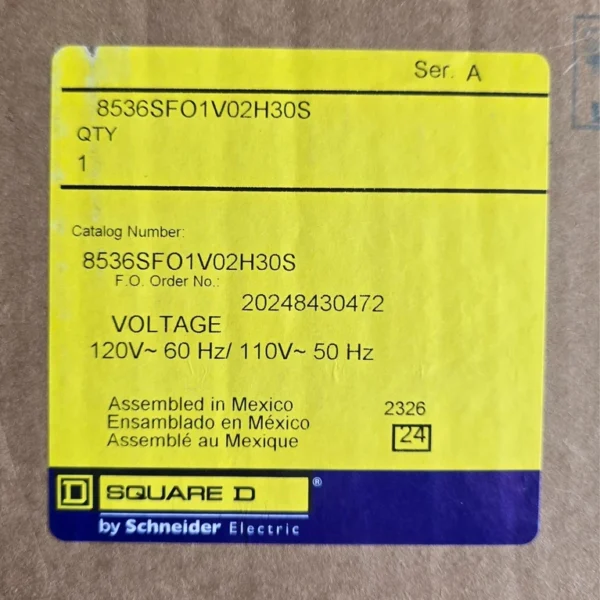 Ser. A
8536SFO1V02H30S
QTY
1
Catalog Number:
8536SFO1V02H30S
F.O. Order No.:
20248430472
VOLTAGE
120V~ 60 Hz/ 110V~ 50 Hz
Assembled in Mexico 2326
Ensamblado en México
Assemblé au Mexique 24
D SQUARE D ®
by Schneider Electric